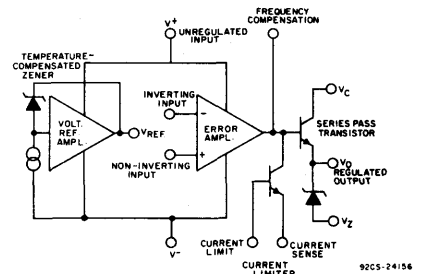 FREQUENCY
COMPENSATION
V+
UNREGULATED
INPUT
TEMPERATURE-
COMPENSATED
ZENER
INVERTING
INPUT
VC
VOLT.
REF
AMPL.
VREF
-
ERROR
AMPL.
+
SERIES PASS
TRANSISTOR
NON-INVERTING
INPUT
VO
REGULATED
OUTPUT
VZ
V-
CURRENT
LIMIT
CURRENT
SENSE
CURRENT
LIMITER
92CS-24156